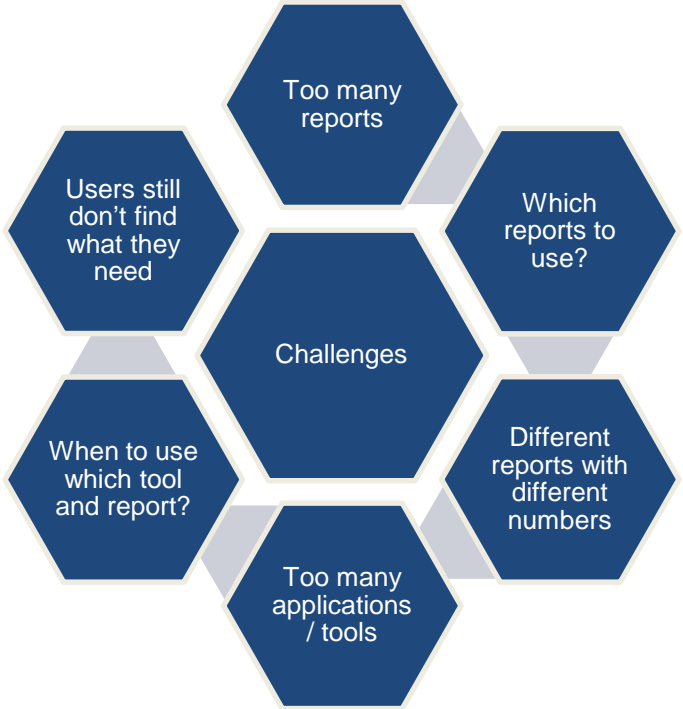 Too many
reports
Which
reports to
use?
Different
reports with
different
numbers
Too many
applications
/ tools
When to use
which tool
and report?
Users still
don’t find
what they
need
Challenges